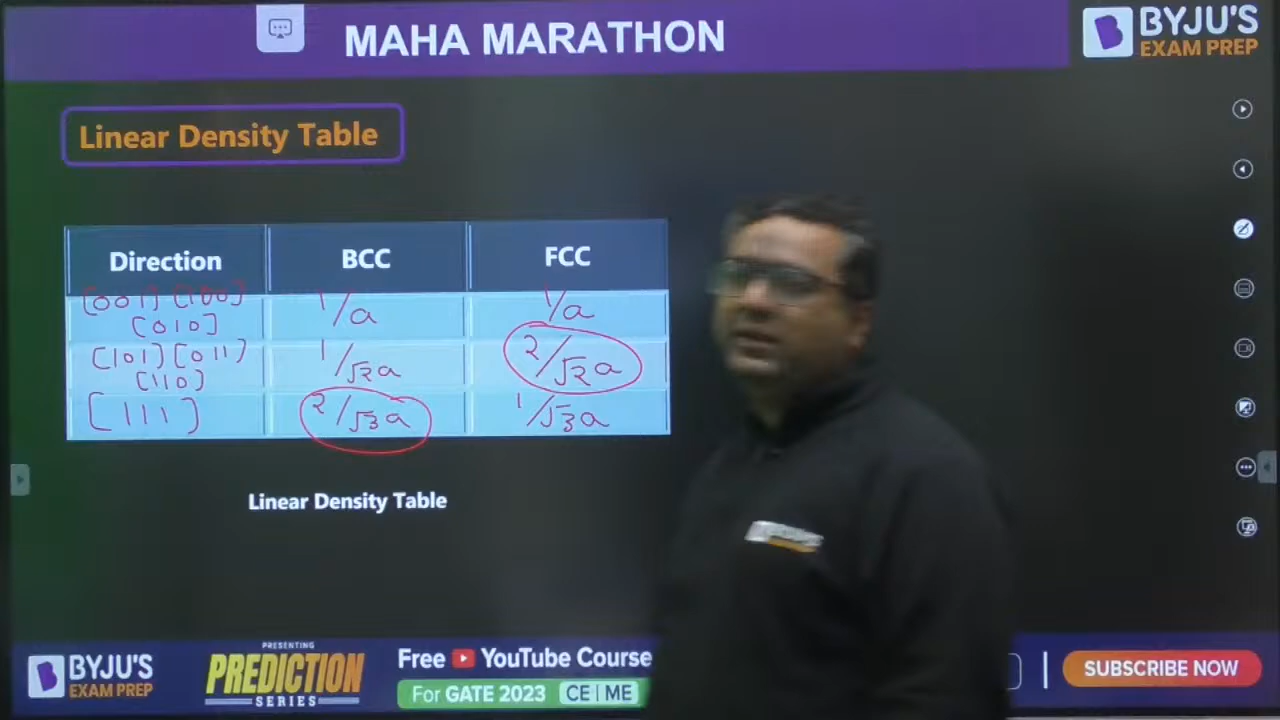 MAHA MARATHON
BYJU'S
EXAM PREP
Linear Density Table
Direction BCC FCC
[001] [100] 1/a 1/a
[010]
[101] [011] 1/√2a 2/√2a
[110]
[111] 2/√3a 1/√3a
Linear Density Table
BYJU'S
EXAM PREP
PRESENTING
PREDICTION
SERIES
Free YouTube Course
For GATE 2023 CE | ME
SUBSCRIBE NOW